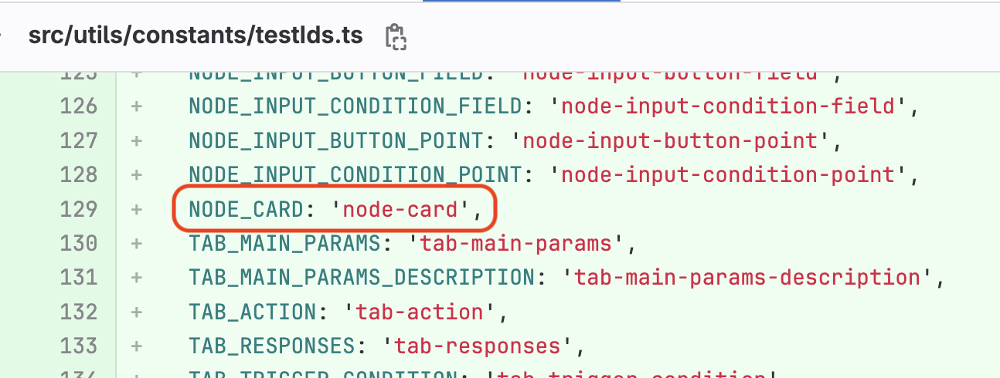 src/utils/constants/testIds.ts
125 + NODE_INPUT_BUTTON_FIELD: 'node-input-button-field',
126 + NODE_INPUT_CONDITION_FIELD: 'node-input-condition-field',
127 + NODE_INPUT_BUTTON_POINT: 'node-input-button-point',
128 + NODE_INPUT_CONDITION_POINT: 'node-input-condition-point',
129 + NODE_CARD: 'node-card',
130 + TAB_MAIN_PARAMS: 'tab-main-params',
131 + TAB_MAIN_PARAMS_DESCRIPTION: 'tab-main-params-description',
132 + TAB_ACTION: 'tab-action',
133 + TAB_RESPONSES: 'tab-responses',
134 + TAB_TRIGGER_CONDITION: 'tab-trigger-condition'